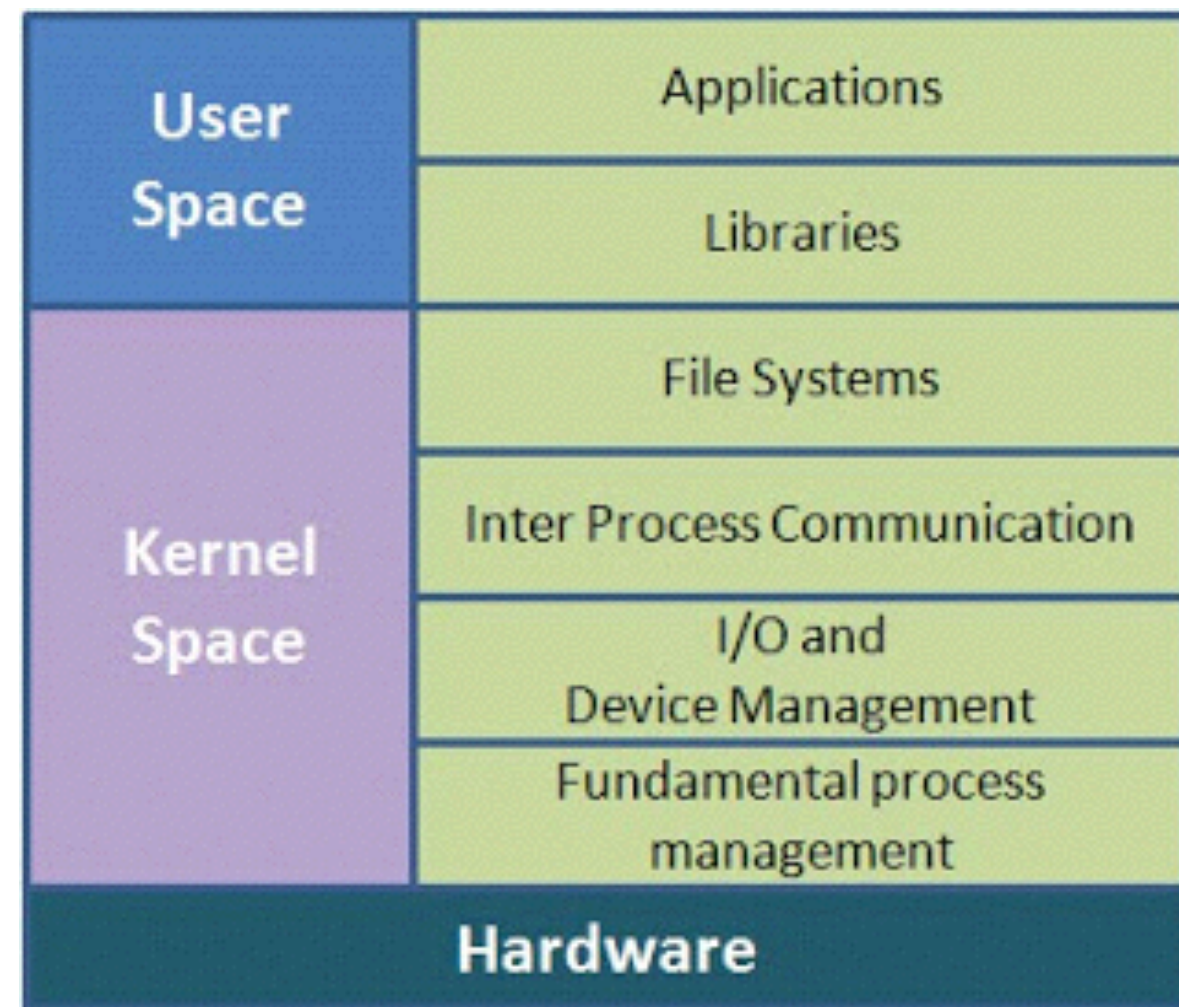 User
Space
Applications
Libraries
Kernel
Space
File Systems
Inter Process Communication
I/O and
Device Management
Fundamental process
management
Hardware